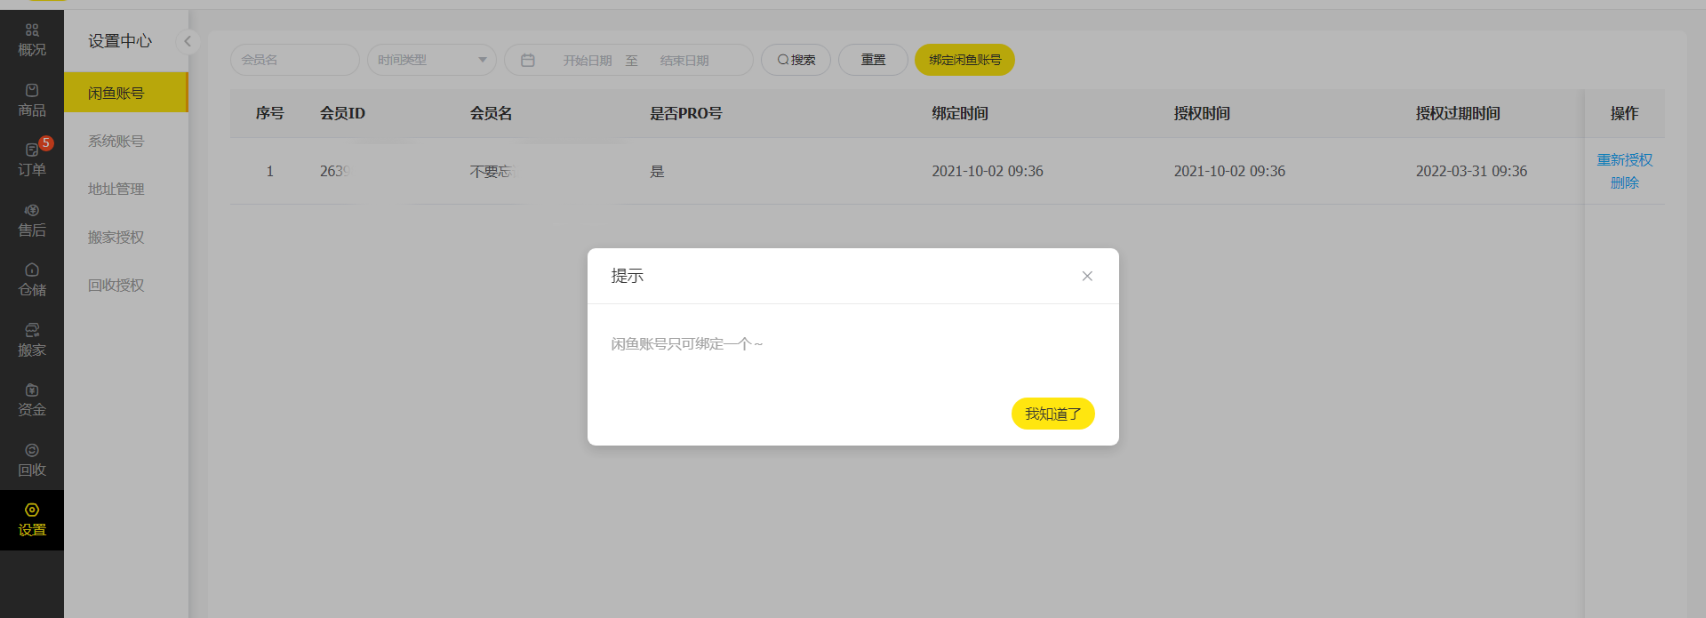 概况
商品
5
订单
售后
仓储
搬家
资金
回收
设置
设置中心
闲鱼账号
系统账号
地址管理
搬家授权
回收授权
会员名
时间类型
开始日期 至 结束日期
搜索
重置
绑定闲鱼账号
序号 会员ID 会员名 是否PRO号 绑定时间 授权时间 授权过期时间 操作
1 2639 不要忘 是 2021-10-02 09:36 2021-10-02 09:36 2022-03-31 09:36 重新授权
删除
提示
闲鱼账号只可绑定一个~
我知道了